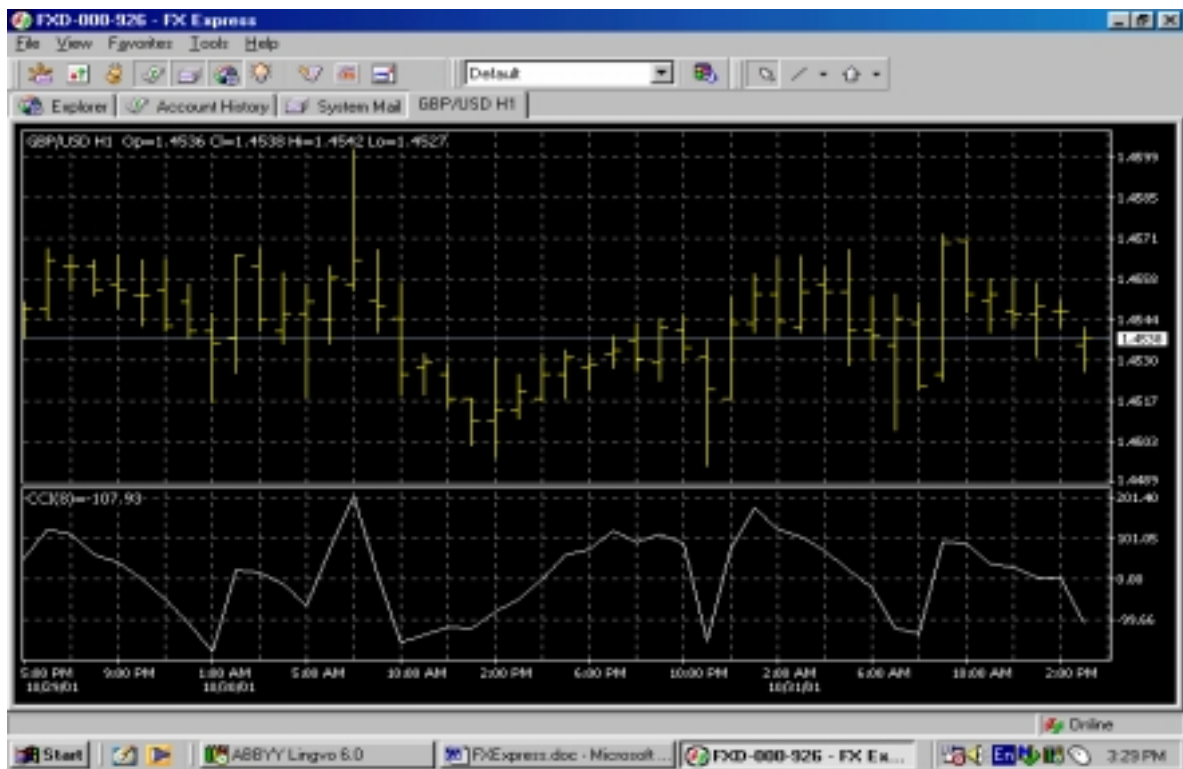 FXD-000-926 - FX Express
File View Favorites Tools Help
Default
Explorer Account History System Mail GBP/USD H1
GBP/USD H1 Op=1.4536 Cl=1.4538 Hi=1.4542 Lo=1.4527
1.4599
1.4585
1.4571
1.4558
1.4544
1.4538
1.4530
1.4517
1.4503
1.4489
CCI(8)=-107.93
201.40
101.05
0.00
-99.66
5:00 PM 9:00 PM 1:00 AM 5:00 AM 10:00 AM 2:00 PM 6:00 PM 10:00 PM 2:00 AM 6:00 AM 10:00 AM 2:00 PM
10/29/01 10/30/01 10/31/01
Online
Start ABBYY Lingvo 6.0 FXExpress.doc - Microsoft ... FXD-000-926 - FX Ex... En 3:29 PM